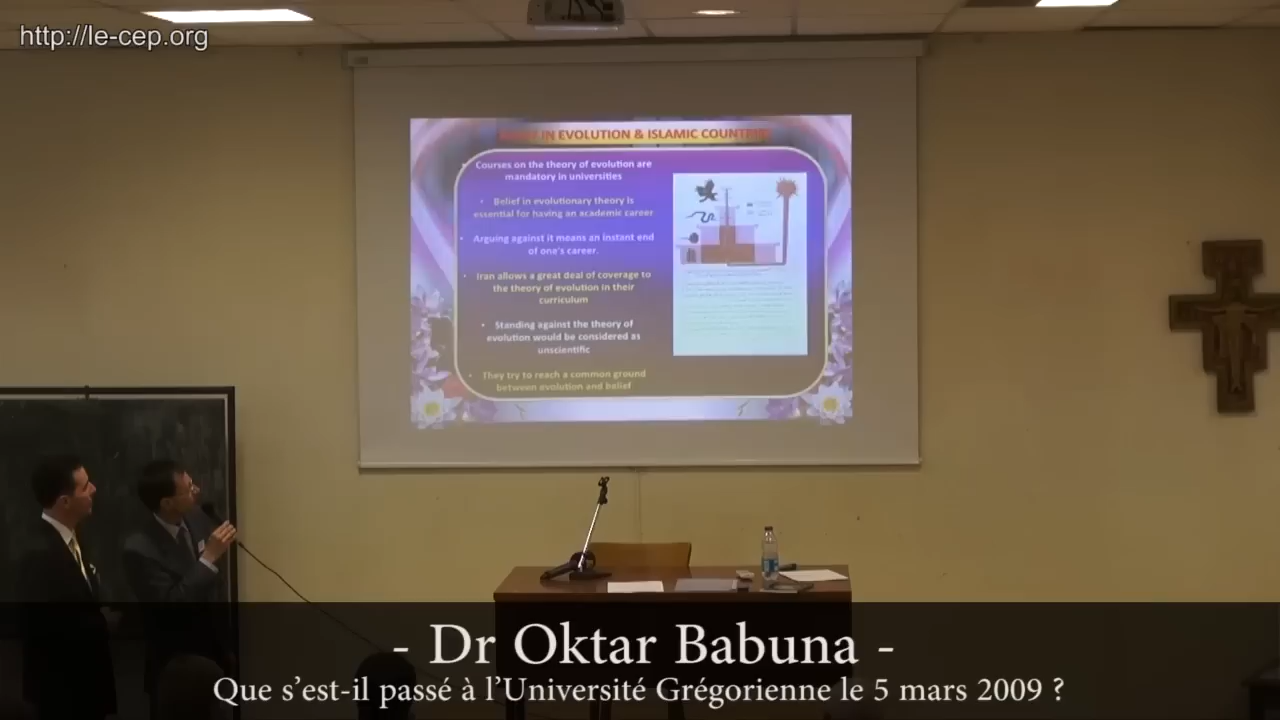 http://le-cep.org
IN EVOLUTION & ISLAMIC COUNTRIES
Courses on the theory of evolution are
mandatory in universities
• Belief in evolutionary theory is
essential for having an academic career
• Arguing against it means an instant end
of one's career.
• Iran allows a great deal of coverage to
the theory of evolution in their
curriculum
• Standing against the theory of
evolution would be considered as
unscientific
• They try to reach a common ground
between evolution and belief
- Dr Oktar Babuna -
Que s'est-il passé à l'Université Grégorienne le 5 mars 2009 ?